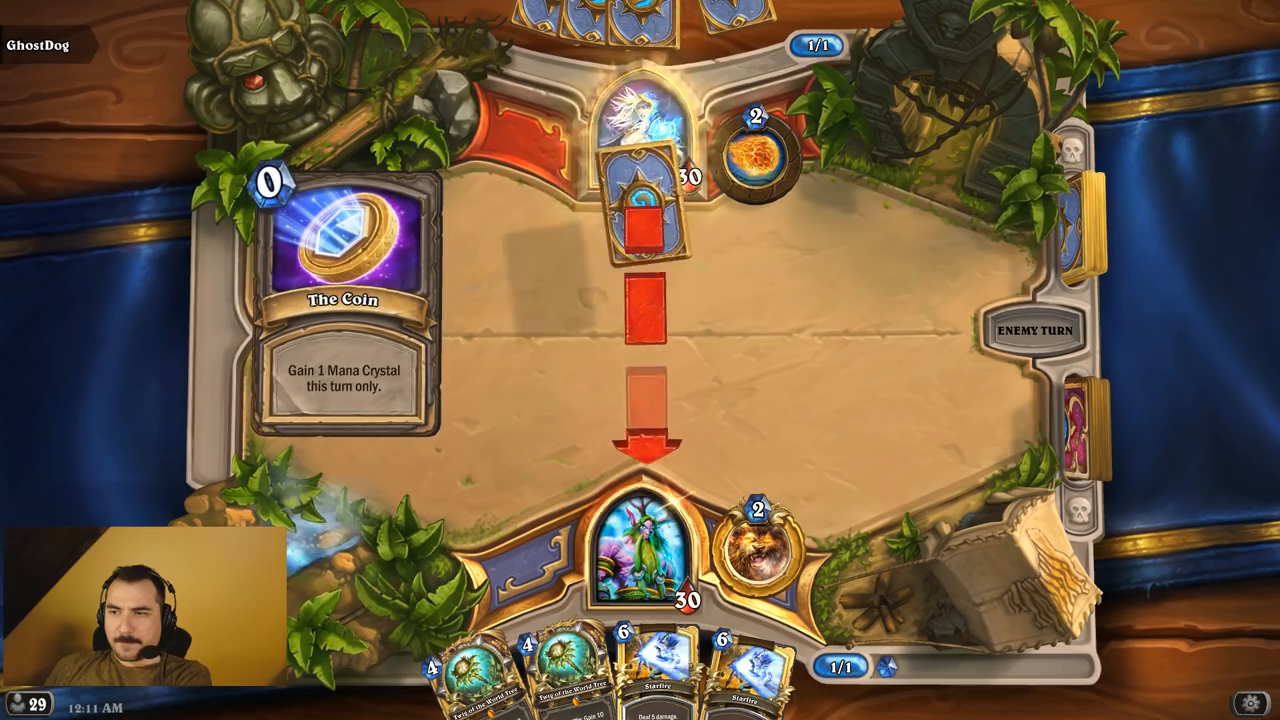 GhostDog
1/1
2
30
0
The Coin
Gain 1 Mana Crystal
this turn only.
ENEMY TURN
2
30
4
Twig of the World Tree
4
Twig of the World Tree
6
Starfire
Deal 5 damage.
6
Starfire
1/1
29
12:11 AM